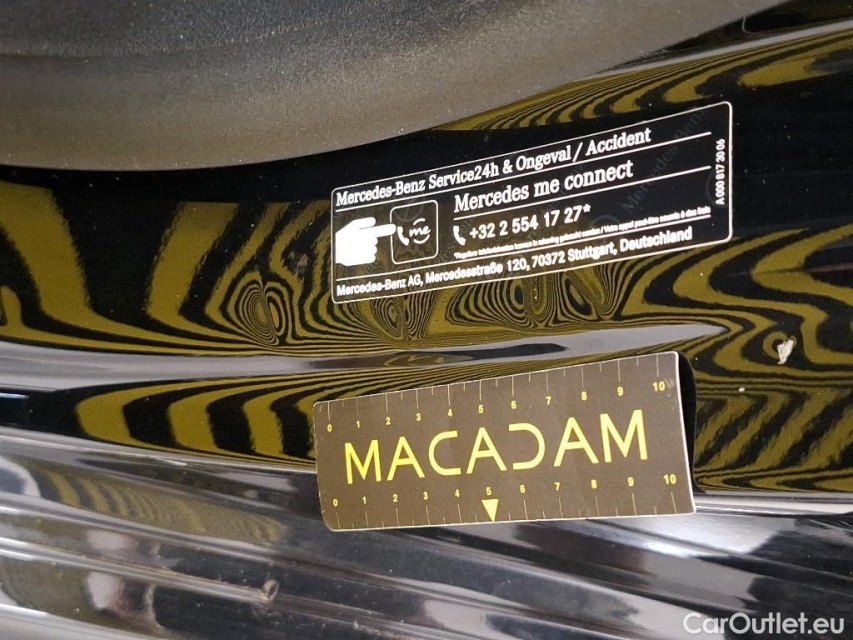 Mercedes-Benz Service24h & Ongeval / Accident
Mercedes me connect
me
+32 2 554 17 27*
Mercedes-Benz AG, Mercedesstraße 120, 70372 Stuttgart, Deutschland
A 000 817 30 06
0 1 2 3 4 5 6 7 8 9 10
MACADAM
0 1 2 3 4 5 6 7 8 9 10
CarOutlet.eu